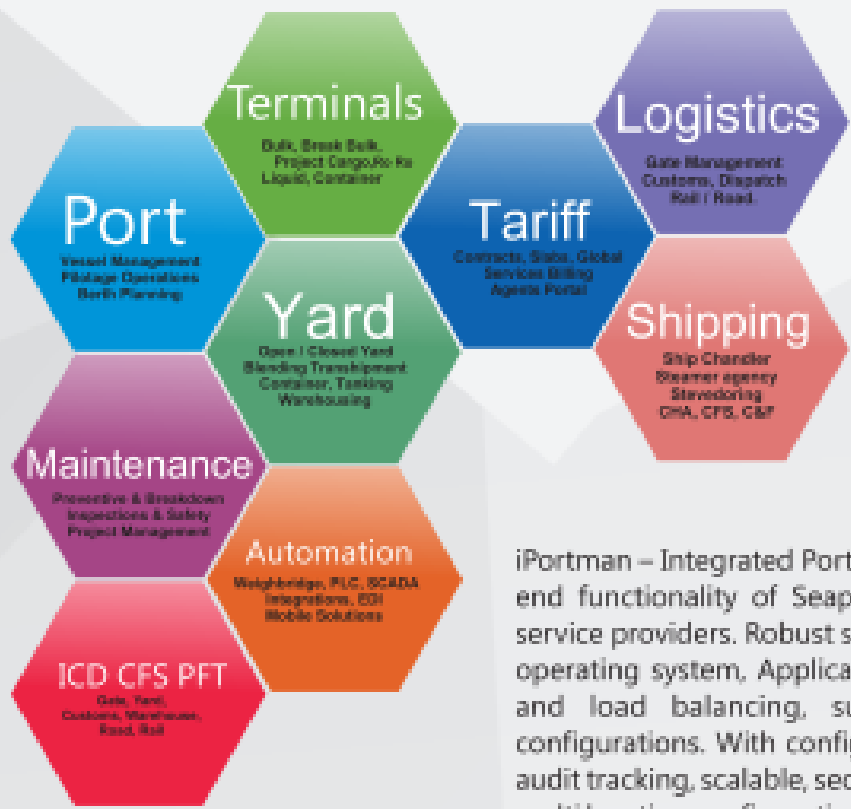 Terminals
Bulk, Break Bulk,
Project Cargo,Ro Ro
Liquid, Container
Logistics
Gate Management
Customs, Dispatch
Rail / Road.
Port
Vessel Management
Pilotage Operations
Berth Planning
Tariff
Contracts, Slabs, Global
Services Billing
Agents Portal
Yard
Open / Closed Yard
Blending Transhipment
Container, Tanking
Warehousing
Shipping
Ship Chandler
Steamer agency
Stevedoring
CHA, CFS, C&F
Maintenance
Preventive & Breakdown
Inspections & Safety
Project Management
Automation
Weighbridge, PLC, SCADA
Integrations, EDI
Mobile Solutions
ICD CFS PFT
Gate, Yard,
Customs, Warehouse,
Road, Rail
iPortman – Integrated Port
end functionality of Seap
service providers. Robust s
operating system, Applica
and load balancing, su
configurations. With config
audit tracking, scalable, sec